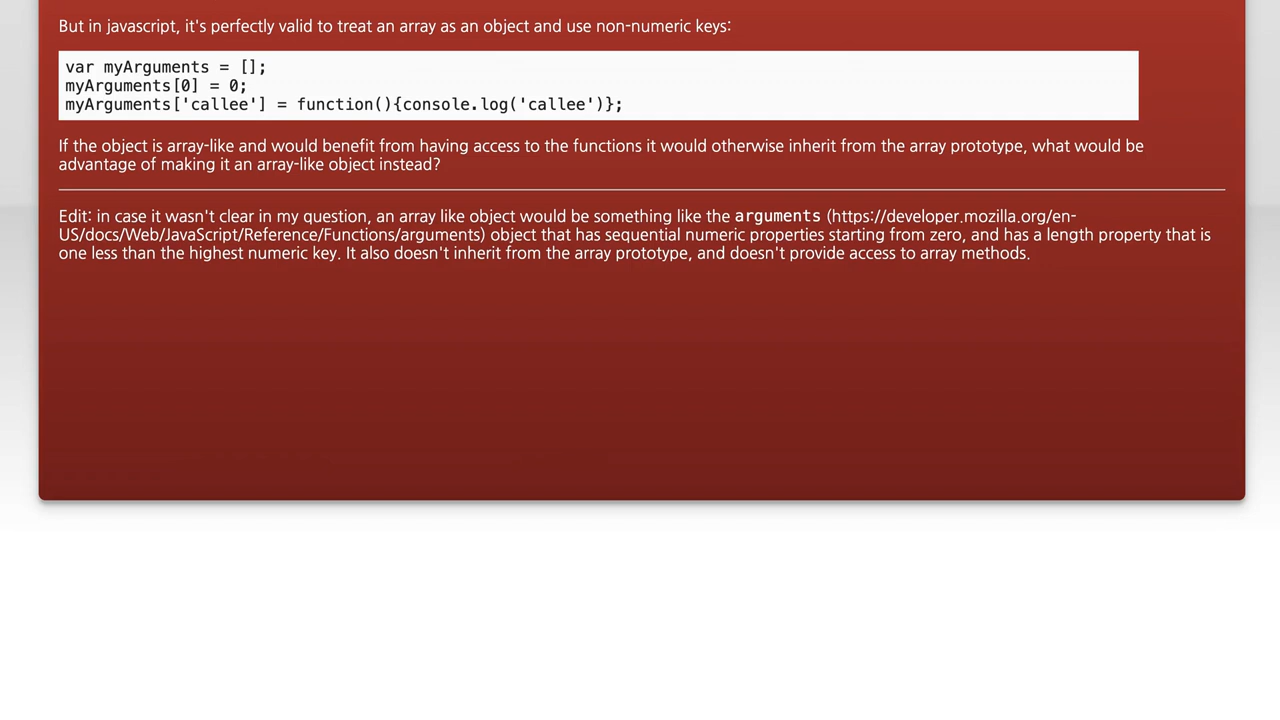 But in javascript, it's perfectly valid to treat an array as an object and use non-numeric keys:
var myArguments = [];
myArguments[0] = 0;
myArguments['callee'] = function(){console.log('callee')};
If the object is array-like and would benefit from having access to the functions it would otherwise inherit from the array prototype, what would be
advantage of making it an array-like object instead?
Edit: in case it wasn't clear in my question, an array like object would be something like the arguments (https://developer.mozilla.org/en-
US/docs/Web/JavaScript/Reference/Functions/arguments) object that has sequential numeric properties starting from zero, and has a length property that is
one less than the highest numeric key. It also doesn't inherit from the array prototype, and doesn't provide access to array methods.